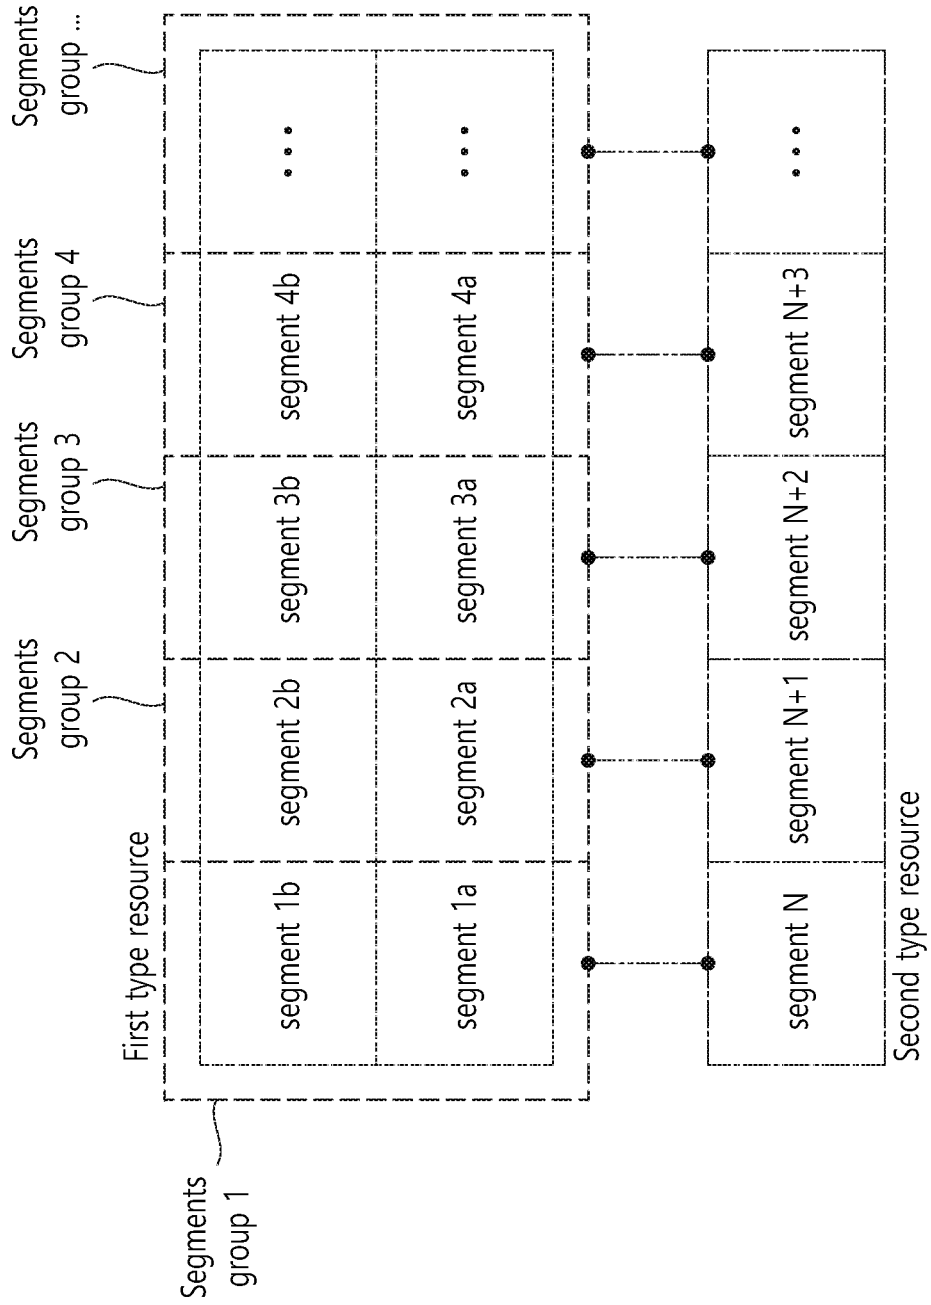 First type resource
Segments
group 1
Segments
group 2
Segments
group 3
Segments
group 4
Segments
group ...
segment 1b
segment 2b
segment 3b
segment 4b
...
segment 1a
segment 2a
segment 3a
segment 4a
...
segment N
segment N+1
segment N+2
segment N+3
...
Second type resource